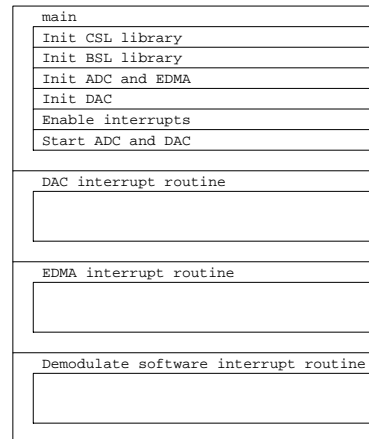 main
Init CSL library
Init BSL library
Init ADC and EDMA
Init DAC
Enable interrupts
Start ADC and DAC
DAC interrupt routine
EDMA interrupt routine
Demodulate software interrupt routine